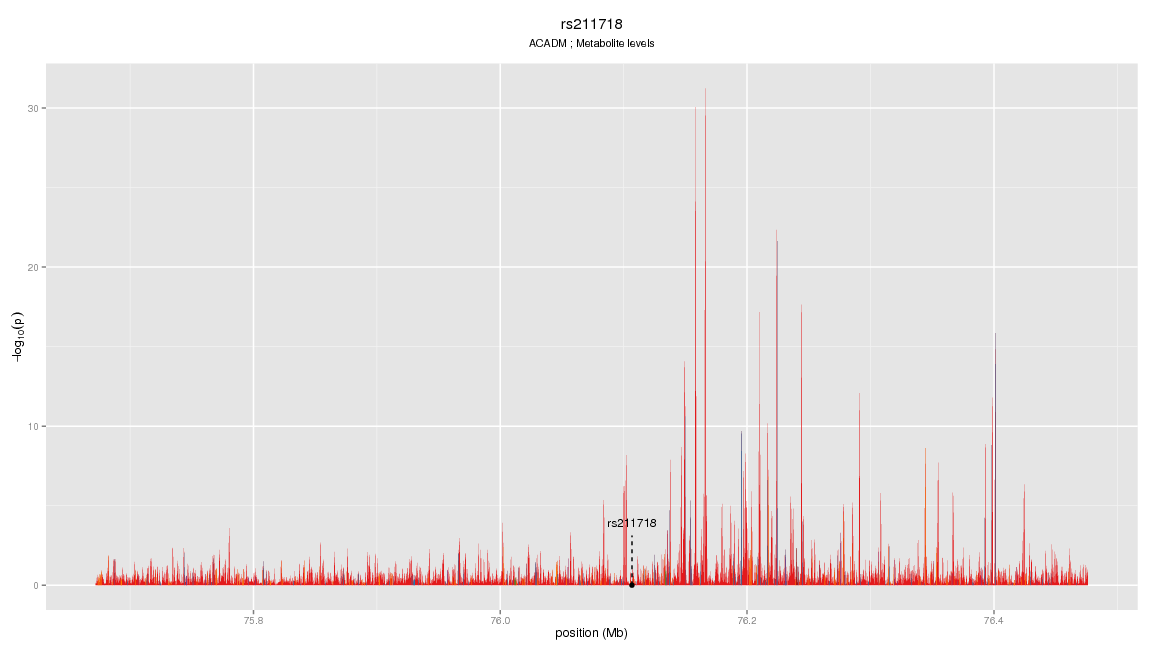 rs211718
ACADM ; Metabolite levels
30
20
10
0
−log10(p)
rs211718
75.8
76.0
76.2
76.4
position (Mb)